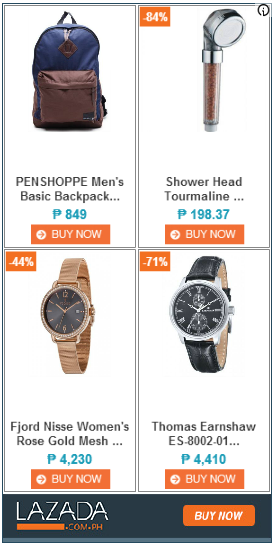 PENSHOPPE Men's
Basic Backpack...
₱ 849
BUY NOW
-84%
Shower Head
Tourmaline ...
₱ 198.37
BUY NOW
-44%
Fjord Nisse Women's
Rose Gold Mesh ...
₱ 4,230
BUY NOW
-71%
Thomas Earnshaw
ES-8002-01...
₱ 4,410
BUY NOW
LAZADA
.COM.PH
BUY NOW